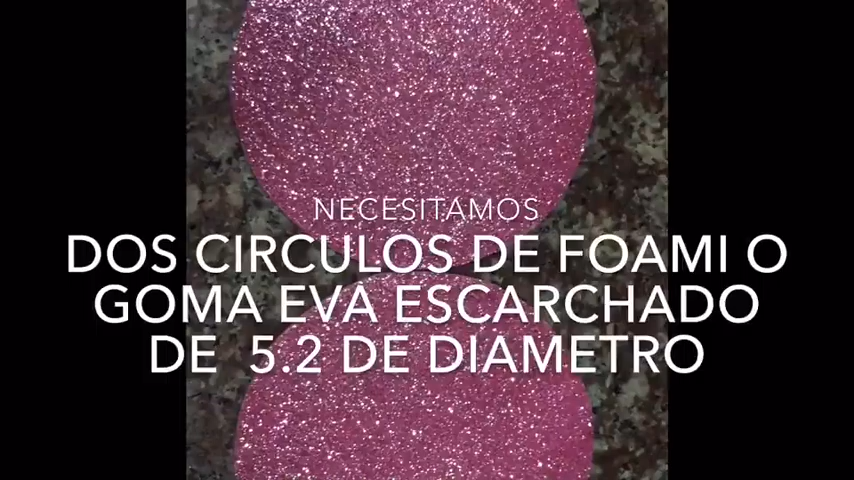 NECESITAMOS
DOS CIRCULOS DE FOAMI O
GOMA EVA ESCARCHADO
DE 5.2 DE DIAMETRO